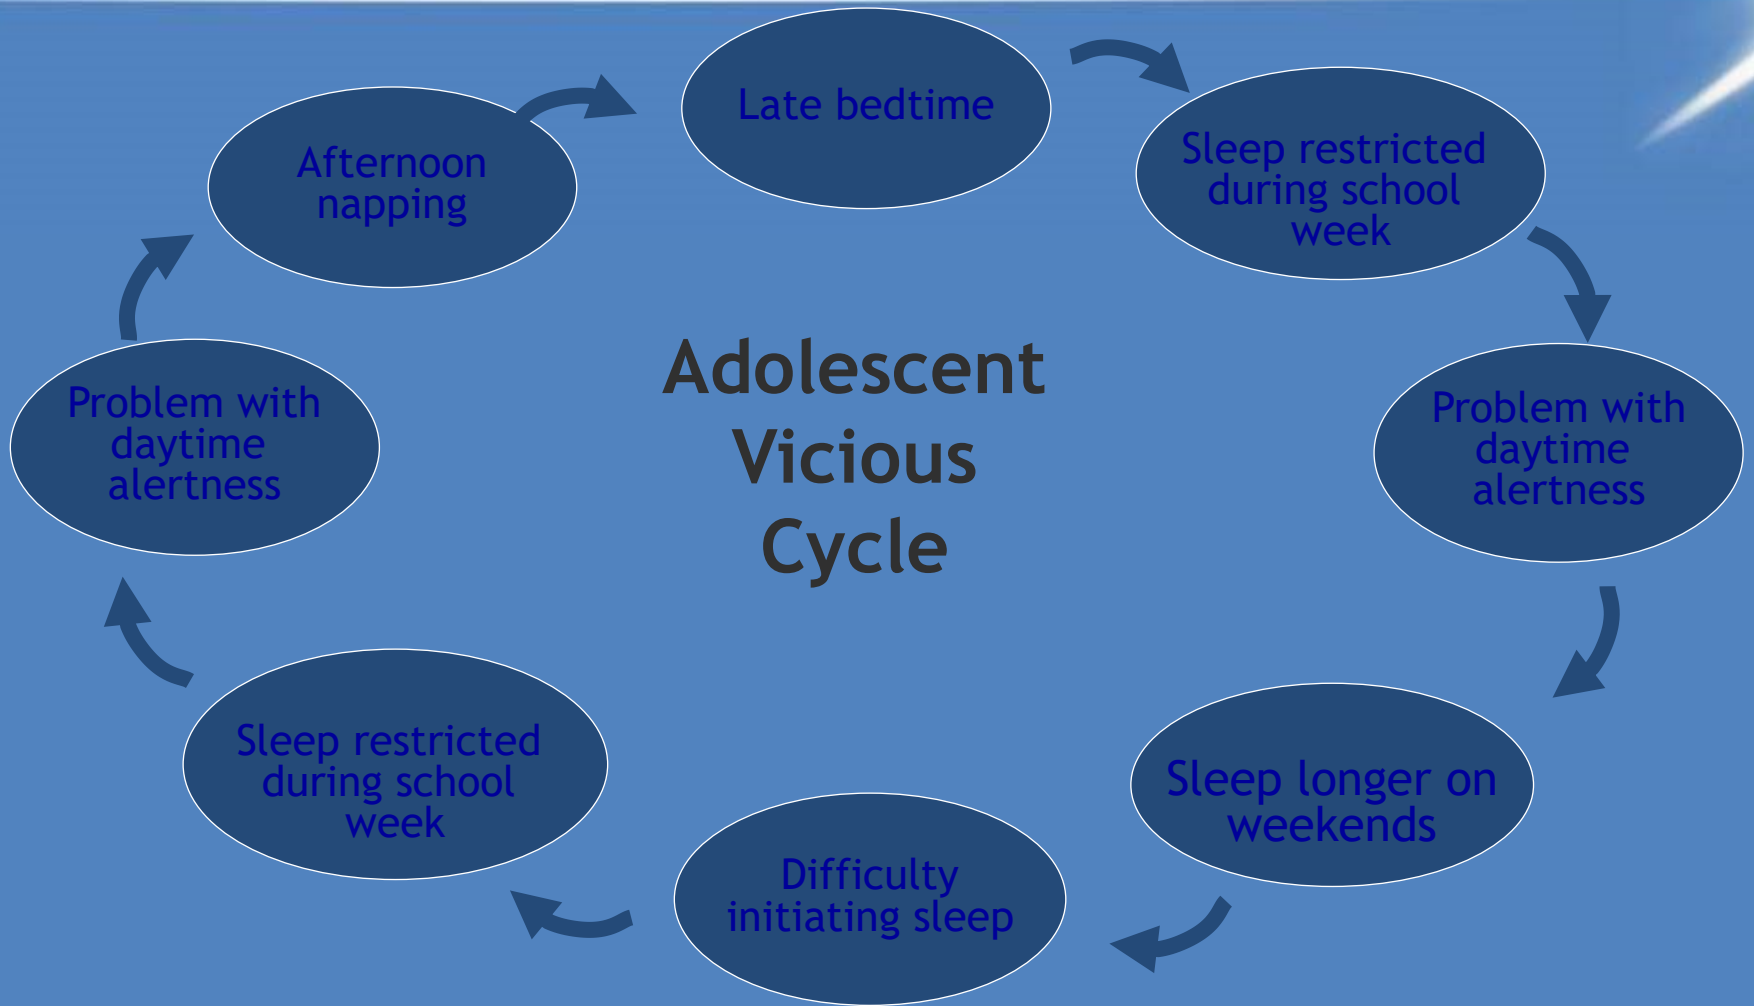 Late bedtime
Sleep restricted
during school
week
Problem with
daytime
alertness
Sleep longer on
weekends
Difficulty
initiating sleep
Sleep restricted
during school
week
Problem with
daytime
alertness
Afternoon
napping
Adolescent
Vicious
Cycle